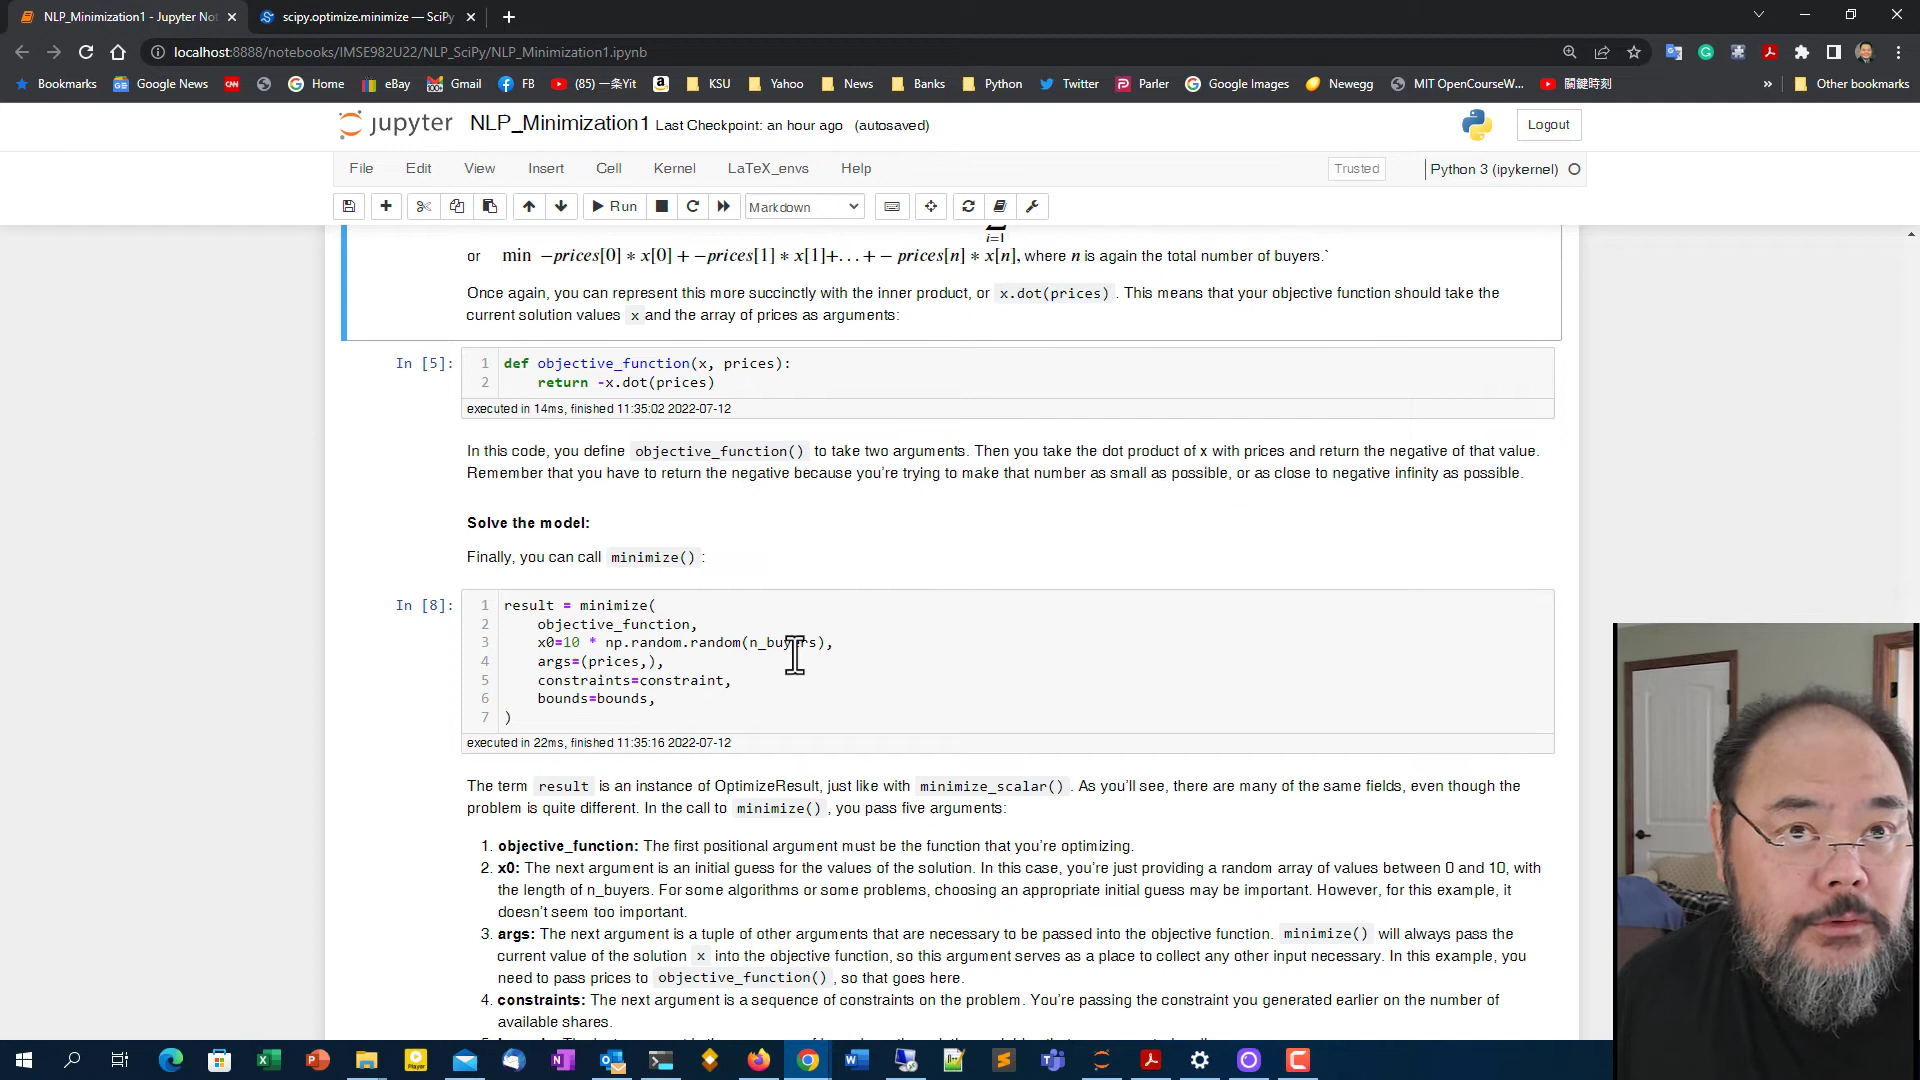 NLP_Minimization1 - Jupyter Not
scipy.optimize.minimize — SciPy
localhost:8888/notebooks/IMSE982U22/NLP_SciPy/NLP_Minimization1.ipynb
Bookmarks Google News CNN Home eBay Gmail FB (85) 一条Yit KSU Yahoo News Banks Python Twitter Parler Google Images Newegg MIT OpenCourseW... 關鍵時刻 » Other bookmarks
jupyter NLP_Minimization1 Last Checkpoint: an hour ago (autosaved) Logout
File Edit View Insert Cell Kernel LaTeX_envs Help Trusted Python 3 (ipykernel)
Run Markdown
i=1
or min −prices[0] ∗ x[0] + −prices[1] ∗ x[1]+. . . + − prices[n] ∗ x[n], where n is again the total number of buyers.`
Once again, you can represent this more succinctly with the inner product, or x.dot(prices) . This means that your objective function should take the
current solution values x and the array of prices as arguments:
In [5]:
1 def objective_function(x, prices):
2 return -x.dot(prices)
executed in 14ms, finished 11:35:02 2022-07-12
In this code, you define objective_function() to take two arguments. Then you take the dot product of x with prices and return the negative of that value.
Remember that you have to return the negative because you're trying to make that number as small as possible, or as close to negative infinity as possible.
Solve the model:
Finally, you can call minimize() :
In [8]:
1 result = minimize(
2 objective_function,
3 x0=10 * np.random.random(n_buyers),
4 args=(prices,),
5 constraints=constraint,
6 bounds=bounds,
7 )
executed in 22ms, finished 11:35:16 2022-07-12
The term result is an instance of OptimizeResult, just like with minimize_scalar() . As you'll see, there are many of the same fields, even though the
problem is quite different. In the call to minimize() , you pass five arguments:
1. objective_function: The first positional argument must be the function that you're optimizing.
2. x0: The next argument is an initial guess for the values of the solution. In this case, you're just providing a random array of values between 0 and 10, with
the length of n_buyers. For some algorithms or some problems, choosing an appropriate initial guess may be important. However, for this example, it
doesn't seem too important.
3. args: The next argument is a tuple of other arguments that are necessary to be passed into the objective function. minimize() will always pass the
current value of the solution x into the objective function, so this argument serves as a place to collect any other input necessary. In this example, you
need to pass prices to objective_function() , so that goes here.
4. constraints: The next argument is a sequence of constraints on the problem. You're passing the constraint you generated earlier on the number of
available shares.